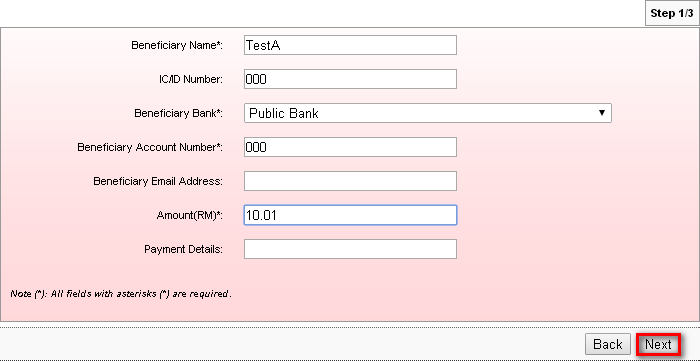 Step 1/3
Beneficiary Name*: TestA
IC/ID Number: 000
Beneficiary Bank*: Public Bank
Beneficiary Account Number*: 000
Beneficiary Email Address:
Amount(RM)*: 10.01
Payment Details:
Note (*): All fields with asterisks (*) are required.
Back Next